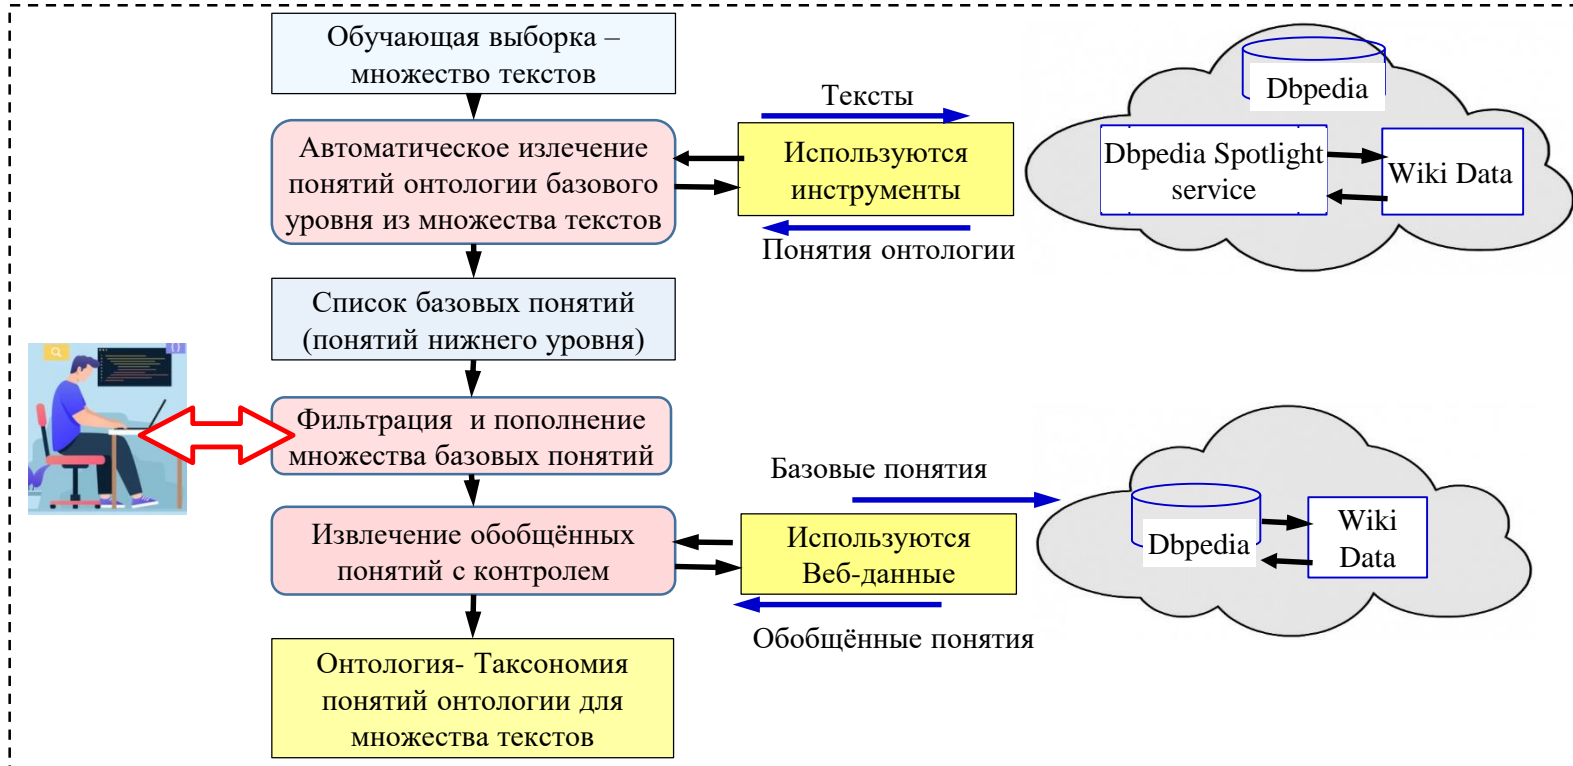 Обучающая выборка –
множество текстов
Тексты
Dbpedia
Автоматическое излечение
понятий онтологии базового
уровня из множества текстов
Используются
инструменты
Dbpedia Spotlight
service
Wiki Data
Понятия онтологии
Список базовых понятий
(понятий нижнего уровня)
Фильтрация и пополнение
множества базовых понятий
Базовые понятия
Извлечение обобщённых
понятий с контролем
Используются
Веб-данные
Dbpedia
Wiki
Data
Обобщённые понятия
Онтология- Таксономия
понятий онтологии для
множества текстов